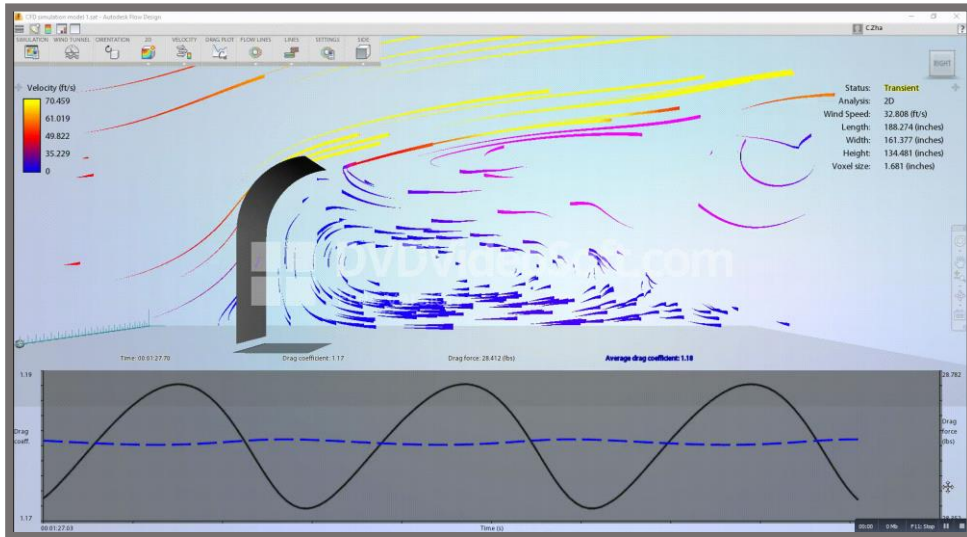 CFD simulation model 1.sat - Autodesk Flow Design
C.Zha
?
SIMULATION WIND TUNNEL ORIENTATION 2D VELOCITY DRAG PLOT FLOW LINES LINES SETTINGS SIDE
RIGHT
Velocity (ft/s)
70.459
61.019
49.822
35.229
0
Status: Transient
Analysis: 2D
Wind Speed: 32.808 (ft/s)
Length: 188.274 (inches)
Width: 161.377 (inches)
Height: 134.481 (inches)
Voxel size: 1.681 (inches)
DVDVideoSoft.com
Time: 00:01:27.70 Drag coefficient: 1.17 Drag force: 28.412 (lbs) Average drag coefficient: 1.18
1.19
28.782
Drag
coeff.
Drag
force
(lbs)
1.17
00:01:27.03
Time (s)
00:00 0 Mb F11: Stop